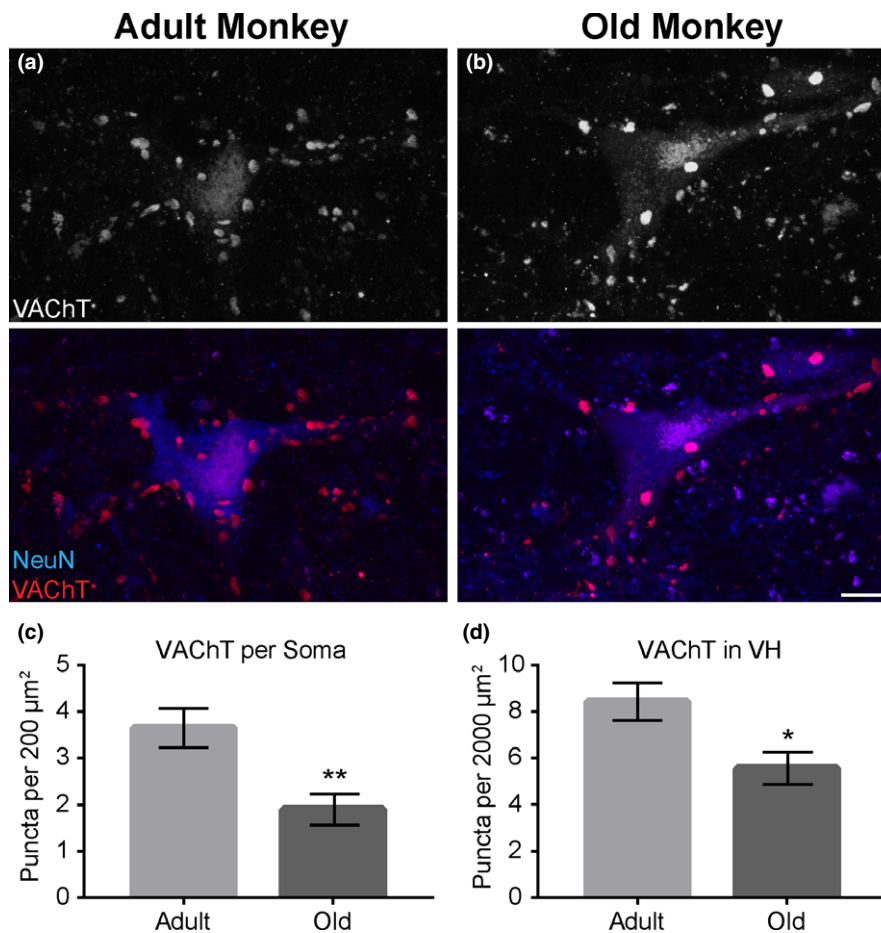 Adult Monkey
Old Monkey
(a)
(b)
VAChT
NeuN
VAChT
(c)
VAChT per Soma
Puncta per 200 µm²
5
4
3
2
1
0
**
Adult
Old
(d)
VAChT in VH
Puncta per 2000 µm²
10
8
6
4
2
0
*
Adult
Old